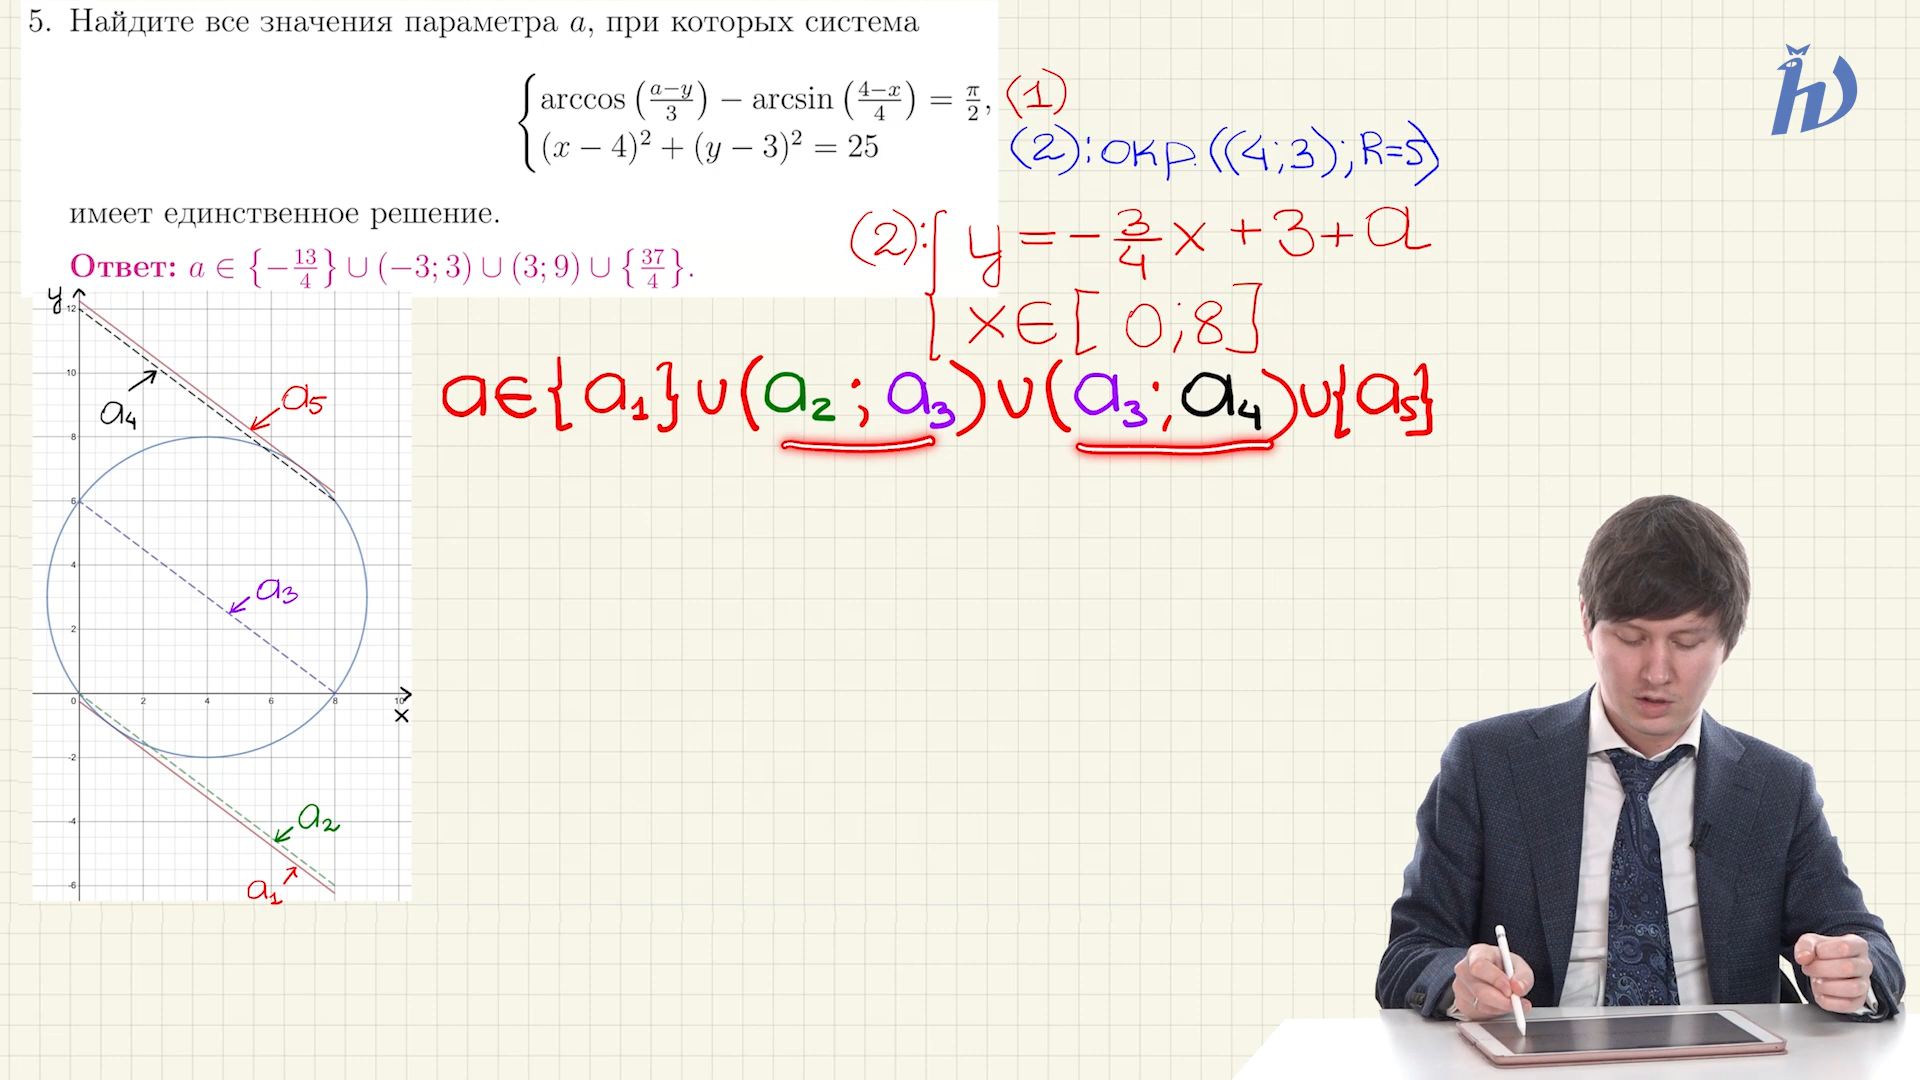 5. Найдите все значения параметра a, при которых система
arccos((a−y)/3) − arcsin((4−x)/4) = π/2, (1)
(x − 4)² + (y − 3)² = 25 (2): окр.((4;3); R=5)
имеет единственное решение.
(2): { y = −3/4 x + 3 + a
x ∈ [0;8]
Ответ: a ∈ {−13/4} ∪ (−3; 3) ∪ (3; 9) ∪ {37/4}.
a∈{a₁}∪(a₂; a₃)∪(a₃; a₄)∪{a₅}
y
12
10
a₅
a₄
8
6
4
a₃
2
0 2 4 6 8 10
x
-2
-4
a₂
-6
a₁